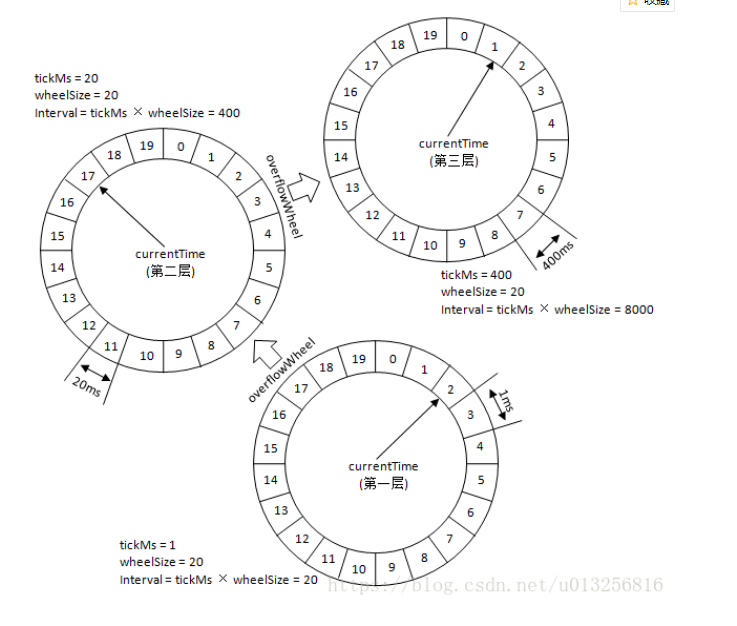 收藏
tickMs = 20
wheelSize = 20
Interval = tickMs × wheelSize = 400
0
1
2
3
4
5
6
7
8
9
10
11
12
13
14
15
16
17
18
19
currentTime
(第二层)
20ms
overflowWheel
0
1
2
3
4
5
6
7
8
9
10
11
12
13
14
15
16
17
18
19
currentTime
(第三层)
400ms
tickMs = 400
wheelSize = 20
Interval = tickMs × wheelSize = 8000
overflowWheel
0
1
2
3
4
5
6
7
8
9
10
11
12
13
14
15
16
17
18
19
currentTime
(第一层)
1ms
tickMs = 1
wheelSize = 20
Interval = tickMs × wheelSize = 20
https://blog.csdn.net/u013256816